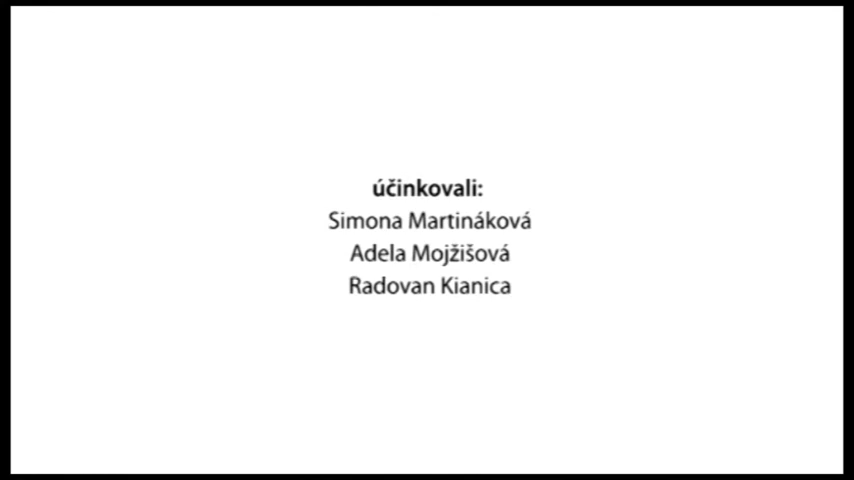 účinkovali:
Simona Martináková
Adela Mojžišová
Radovan Kianica